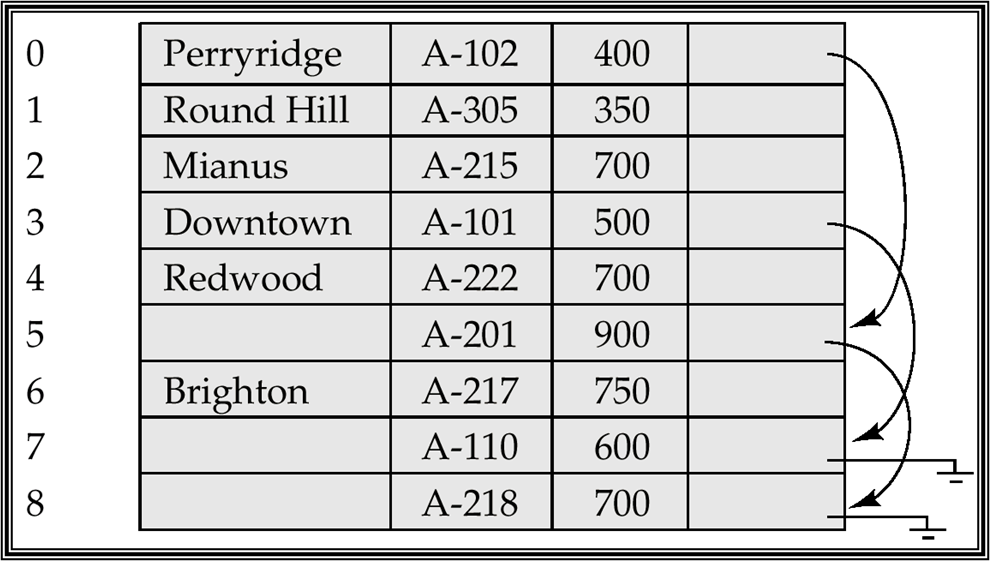 0 Perryridge A-102 400
1 Round Hill A-305 350
2 Mianus A-215 700
3 Downtown A-101 500
4 Redwood A-222 700
5 A-201 900
6 Brighton A-217 750
7 A-110 600
8 A-218 700